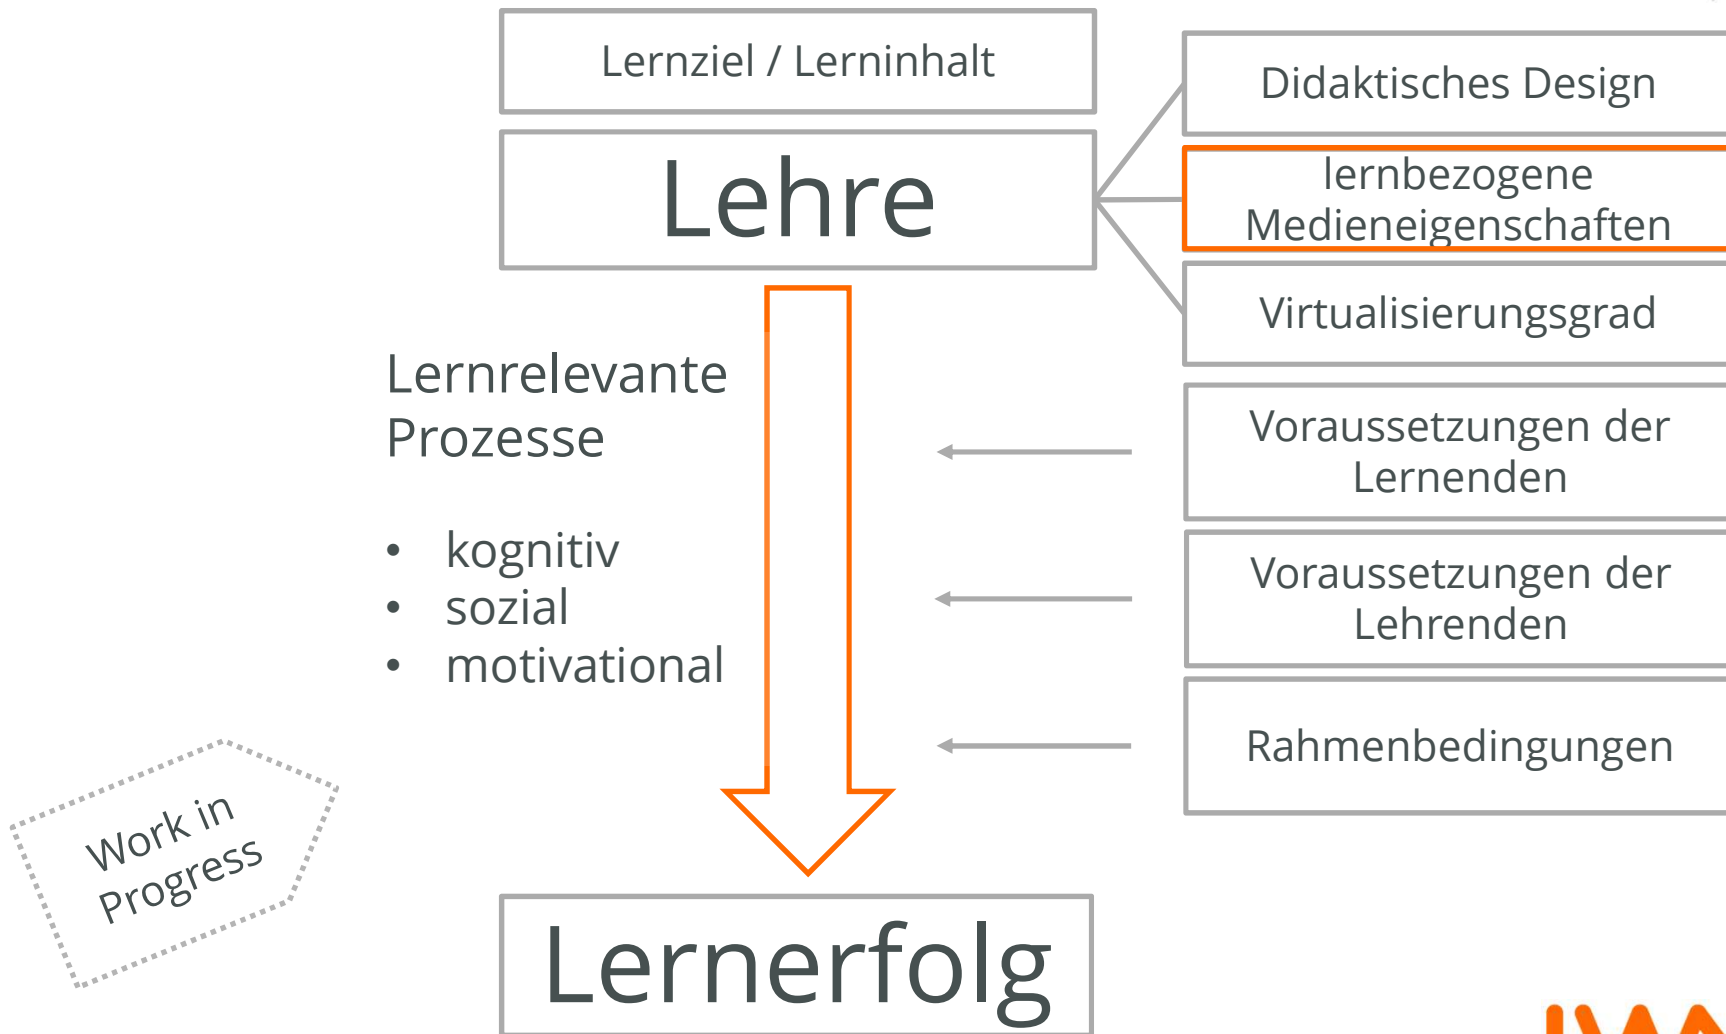 Lernziel / Lerninhalt
Lehre
Didaktisches Design
lernbezogene
Medieneigenschaften
Virtualisierungsgrad
Lernrelevante
Prozesse
• kognitiv
• sozial
• motivational
Voraussetzungen der
Lernenden
Voraussetzungen der
Lehrenden
Rahmenbedingungen
Work in
Progress
Lernerfolg